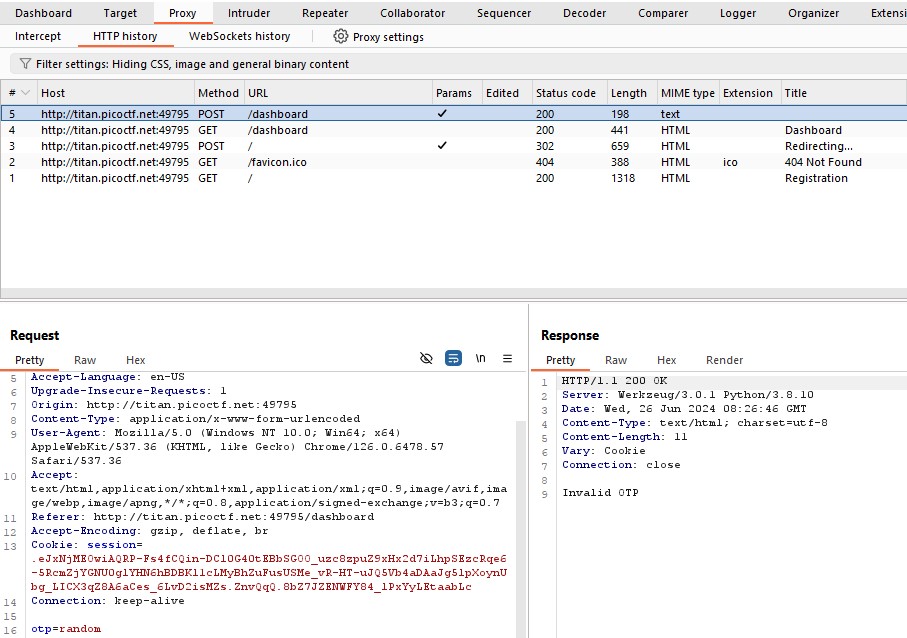 Dashboard Target Proxy Intruder Repeater Collaborator Sequencer Decoder Comparer Logger Organizer Extensi
Intercept HTTP history WebSockets history Proxy settings
Filter settings: Hiding CSS, image and general binary content
# Host Method URL Params Edited Status code Length MIME type Extension Title
5 http://titan.picoctf.net:49795 POST /dashboard ✓ 200 198 text
4 http://titan.picoctf.net:49795 GET /dashboard 200 441 HTML Dashboard
3 http://titan.picoctf.net:49795 POST / ✓ 302 659 HTML Redirecting...
2 http://titan.picoctf.net:49795 GET /favicon.ico 404 388 HTML ico 404 Not Found
1 http://titan.picoctf.net:49795 GET / 200 1318 HTML Registration
Request
Pretty Raw Hex \n
5 Accept-Language: en-US
6 Upgrade-Insecure-Requests: 1
7 Origin: http://titan.picoctf.net:49795
8 Content-Type: application/x-www-form-urlencoded
9 User-Agent: Mozilla/5.0 (Windows NT 10.0; Win64; x64)
AppleWebKit/537.36 (KHTML, like Gecko) Chrome/126.0.6478.57
Safari/537.36
10 Accept:
text/html,application/xhtml+xml,application/xml;q=0.9,image/avif,ima
ge/webp,image/apng,*/*;q=0.8,application/signed-exchange;v=b3;q=0.7
11 Referer: http://titan.picoctf.net:49795/dashboard
12 Accept-Encoding: gzip, deflate, br
13 Cookie: session=
14 Connection: keep-alive
15
16 otp=random
Response
Pretty Raw Hex Render
1 HTTP/1.1 200 OK
2 Server: Werkzeug/3.0.1 Python/3.8.10
3 Date: Wed, 26 Jun 2024 08:26:46 GMT
4 Content-Type: text/html; charset=utf-8
5 Content-Length: 11
6 Vary: Cookie
7 Connection: close
8
9 Invalid OTP